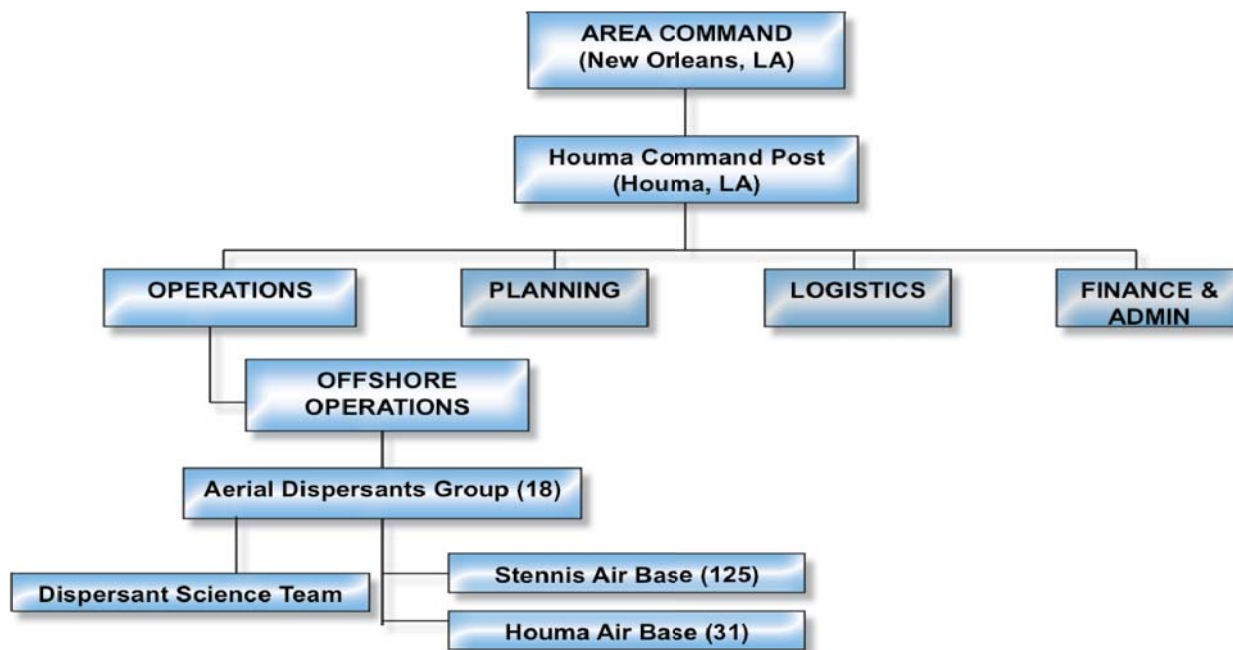 AREA COMMAND
(New Orleans, LA)
Houma Command Post
(Houma, LA)
OPERATIONS
PLANNING
LOGISTICS
FINANCE &
ADMIN
OFFSHORE
OPERATIONS
Aerial Dispersants Group (18)
Stennis Air Base (125)
Dispersant Science Team
Houma Air Base (31)